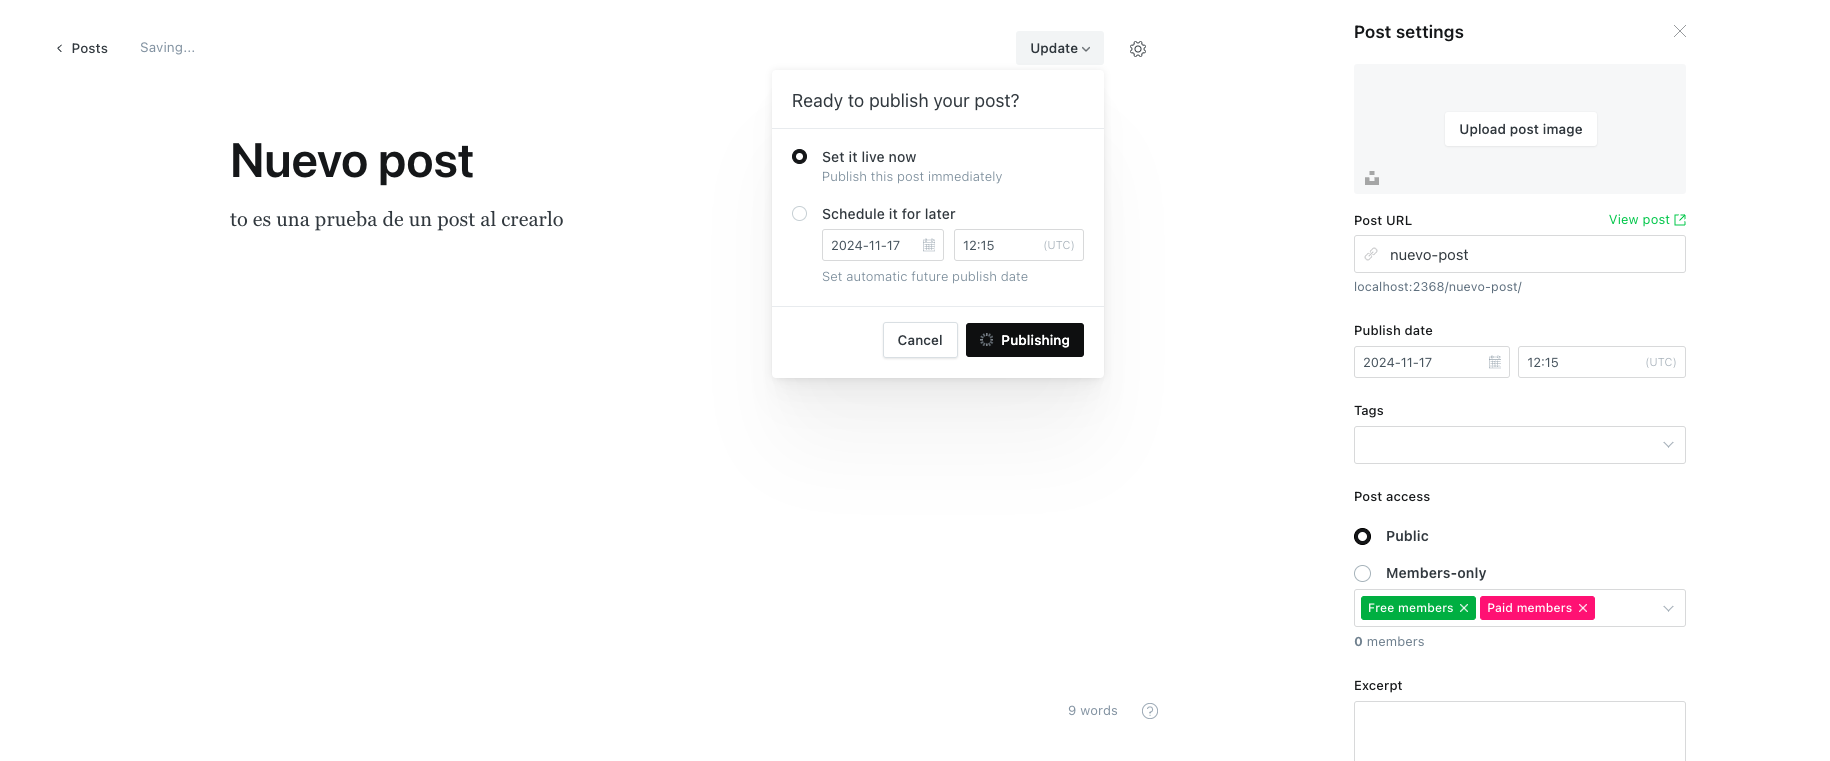 Posts
Saving...
Update
Ready to publish your post?
Set it live now
Publish this post immediately
Schedule it for later
2024-11-17
12:15
(UTC)
Set automatic future publish date
Cancel
Publishing
Nuevo post
to es una prueba de un post al crearlo
9 words
?
Post settings
Upload post image
Post URL
View post
nuevo-post
localhost:2368/nuevo-post/
Publish date
2024-11-17
12:15
(UTC)
Tags
Post access
Public
Members-only
Free members
Paid members
0 members
Excerpt